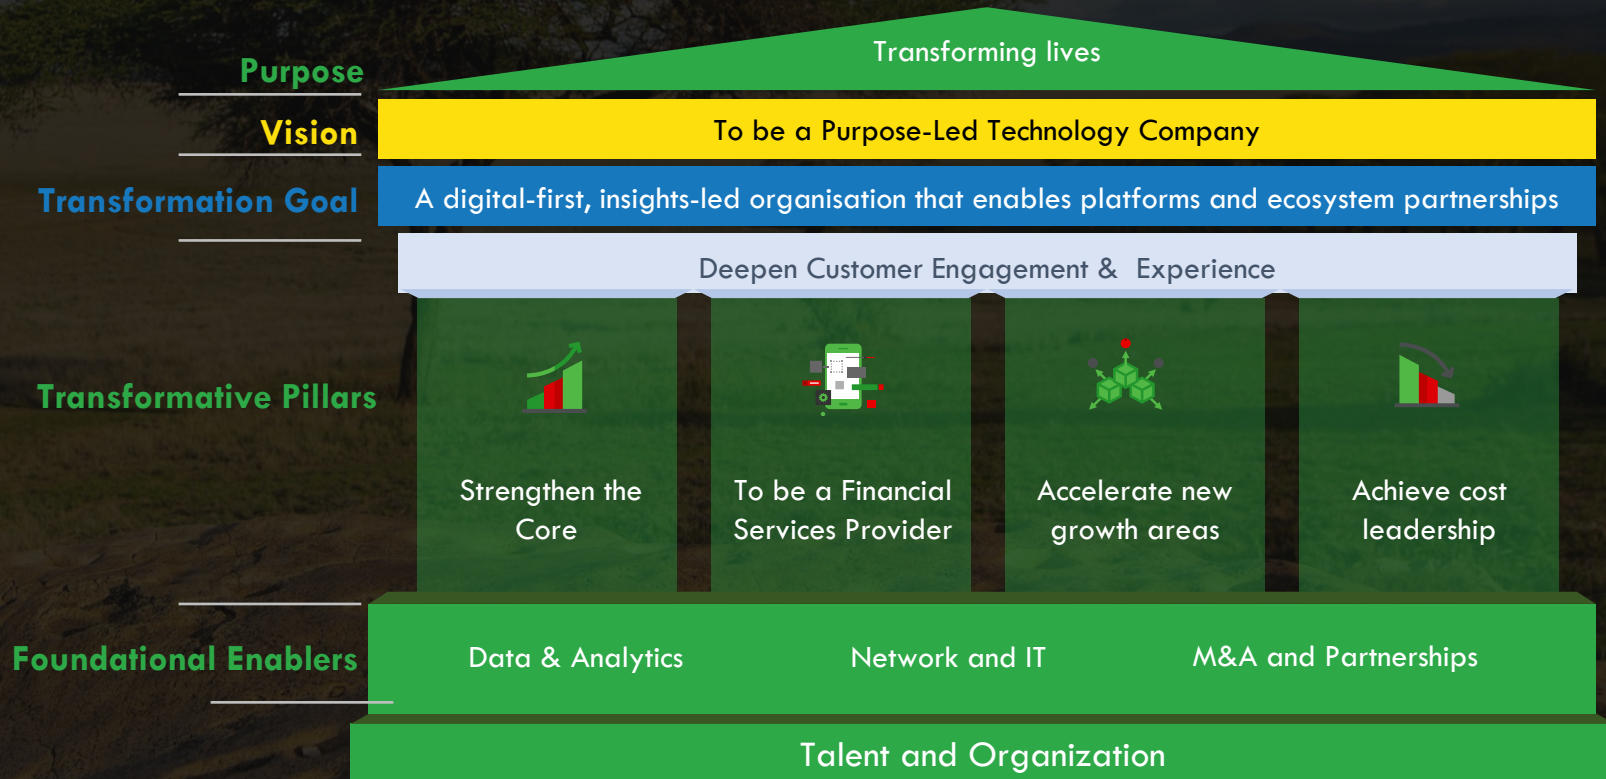 Transforming lives
Purpose
Vision
To be a Purpose-Led Technology Company
Transformation Goal
A digital-first, insights-led organisation that enables platforms and ecosystem partnerships
Deepen Customer Engagement & Experience
Transformative Pillars
Strengthen the
Core
To be a Financial
Services Provider
Accelerate new
growth areas
Achieve cost
leadership
Foundational Enablers
Data & Analytics
Network and IT
M&A and Partnerships
Talent and Organization